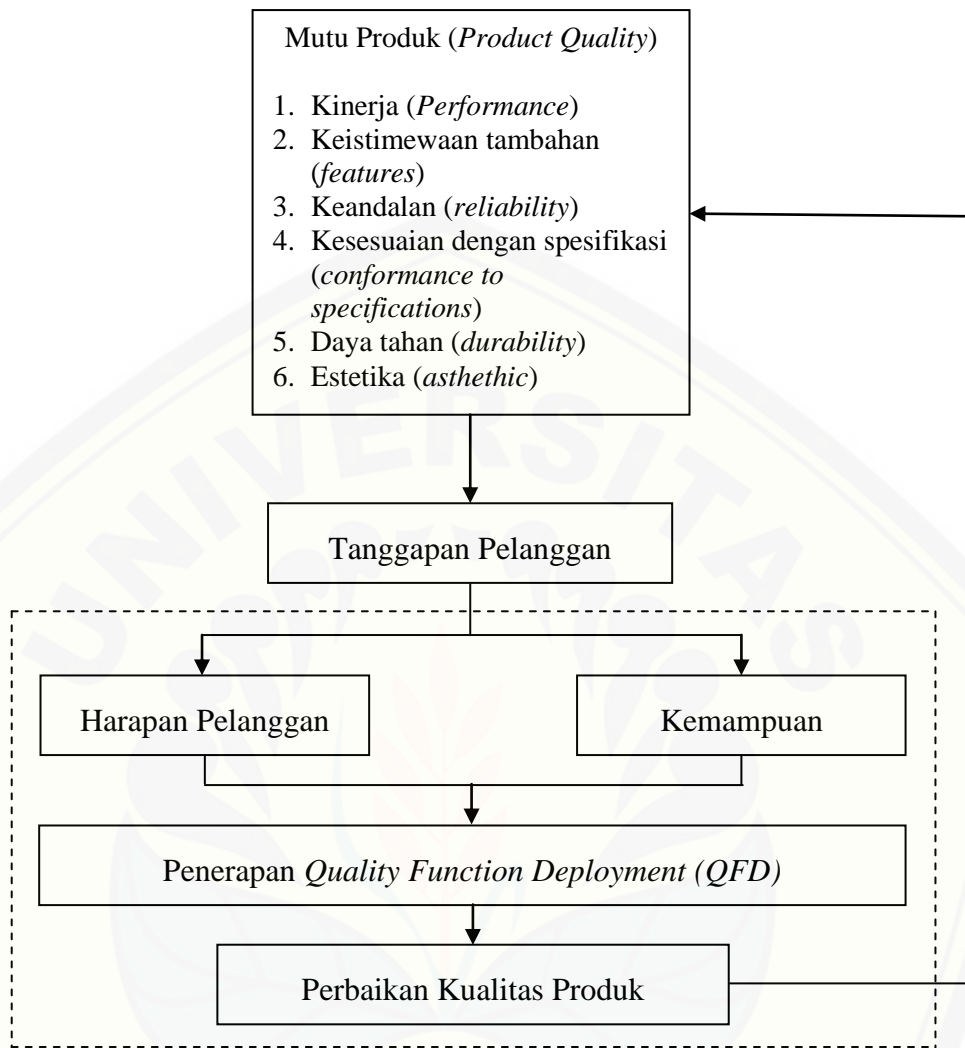 Mutu Produk (Product Quality)
1. Kinerja (Performance)
2. Keistimewaan tambahan
(features)
3. Keandalan (reliability)
4. Kesesuaian dengan spesifikasi
(conformance to
specifications)
5. Daya tahan (durability)
6. Estetika (asthethic)
UNIVERSITAS
Tanggapan Pelanggan
Harapan Pelanggan
Kemampuan
Penerapan Quality Function Deployment (QFD)
Perbaikan Kualitas Produk